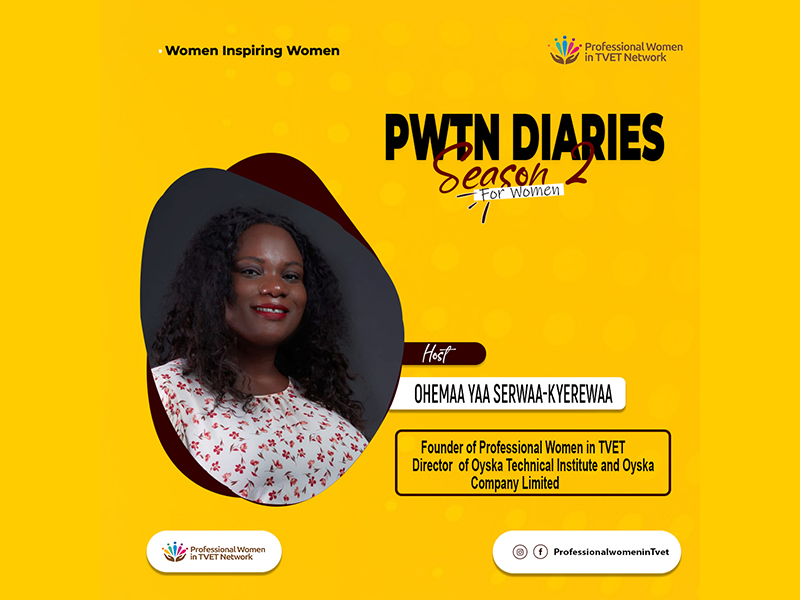 Women Inspiring Women
Professional Women
in TVET Network
PWTN DIARIES
Season 2
For Women
Host
OHEMAA YAA SERWAA-KYEREWAA
Founder of Professional Women in TVET
Director of Oyska Technical Institute and Oyska
Company Limited
Professional Women
in TVET Network
ProfessionalwomeninTvet